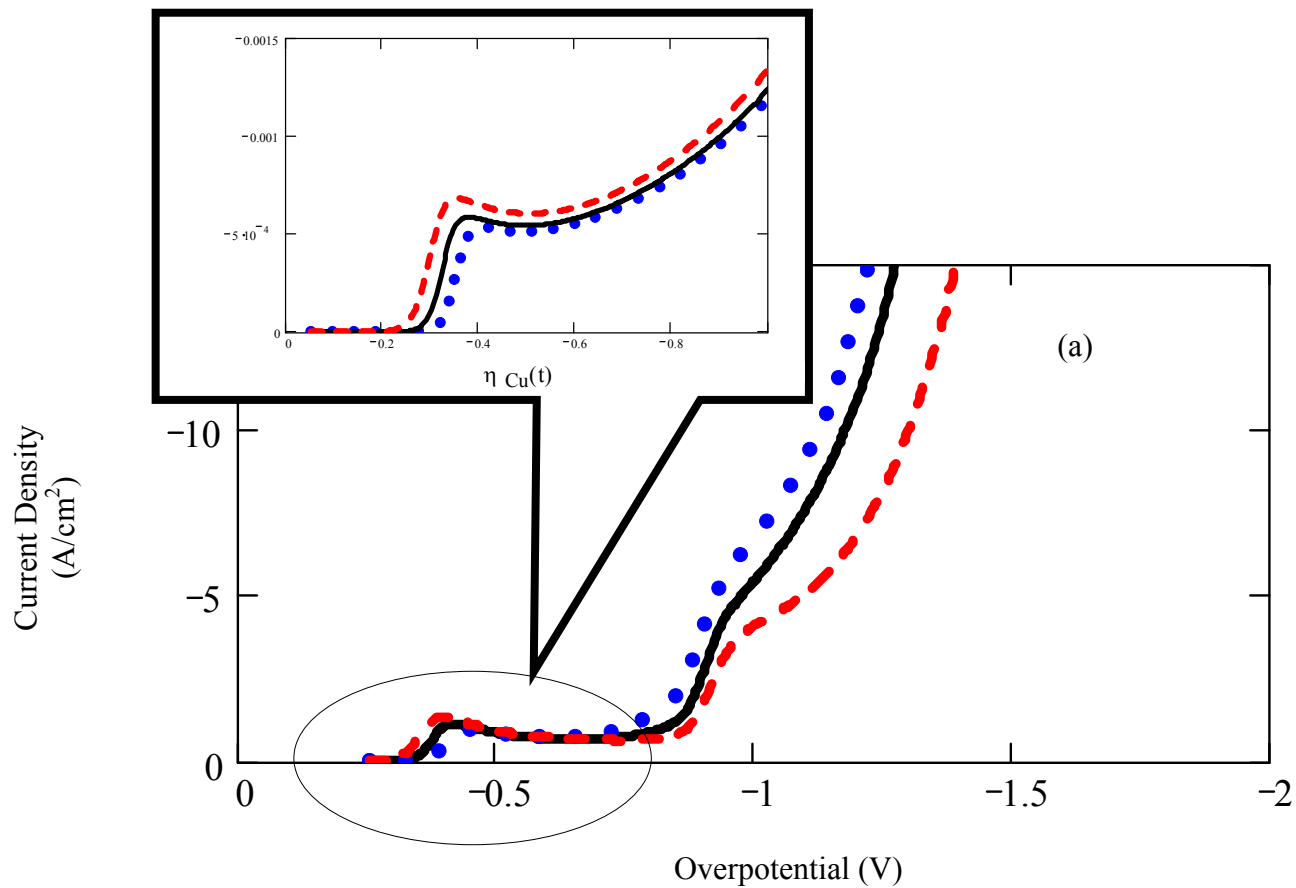 −0.0015
−0.001
−5·10⁻⁴
0
0 −0.2 −0.4 −0.6 −0.8
η Cu(t)
(a)
−10
−5
0
Current Density
(A/cm²)
0 −0.5 −1 −1.5 −2
Overpotential (V)